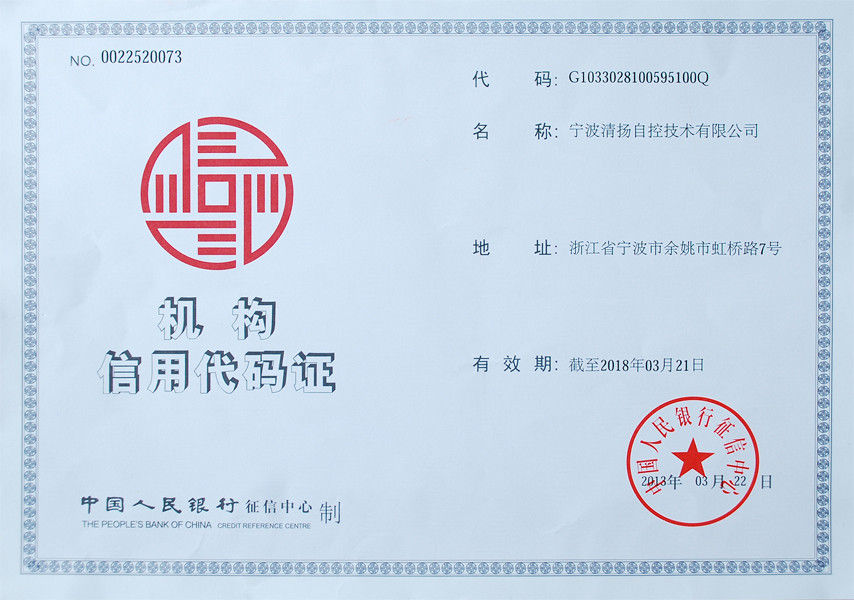 NO. 0022520073
代 码: G1033028100595100Q
名 称: 宁波清扬自控技术有限公司
地 址: 浙江省宁波市余姚市虹桥路7号
机 构
信用代码证
有 效 期: 截至2018年03月21日
中国人民银行征信中心
2013年 03月 22日
中国人民银行征信中心 制
THE PEOPLE'S BANK OF CHINA CREDIT REFERENCE CENTRE